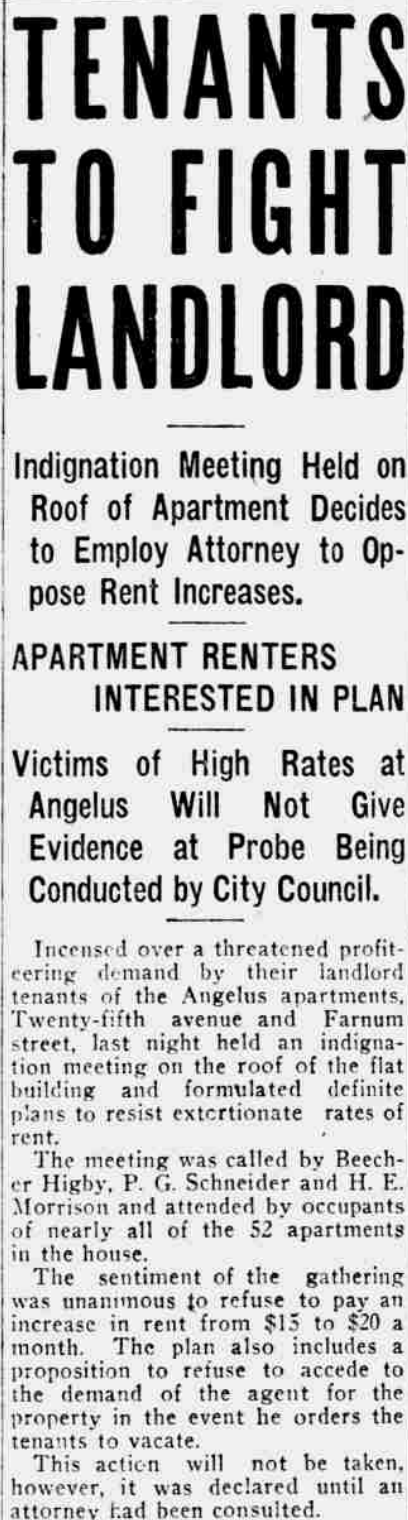 TENANTS
TO FIGHT
LANDLORD
Indignation Meeting Held on
Roof of Apartment Decides
to Employ Attorney to Op-
pose Rent Increases.
APARTMENT RENTERS
INTERESTED IN PLAN
Victims of High Rates at
Angelus Will Not Give
Evidence at Probe Being
Conducted by City Council.
Incensed over a threatened profit-
eering demand by their landlord
tenants of the Angelus apartments,
Twenty-fifth avenue and Farnum
street, last night held an indigna-
tion meeting on the roof of the flat
building and formulated definite
plans to resist extortionate rates of
rent.
The meeting was called by Beech-
er Higby, P. G. Schneider and H. E.
Morrison and attended by occupants
of nearly all of the 52 apartments
in the house.
The sentiment of the gathering
was unanimous to refuse to pay an
increase in rent from $15 to $20 a
month. The plan also includes a
proposition to refuse to accede to
the demand of the agent for the
property in the event he orders the
tenants to vacate.
This action will not be taken,
however, it was declared until an
attorney had been consulted.